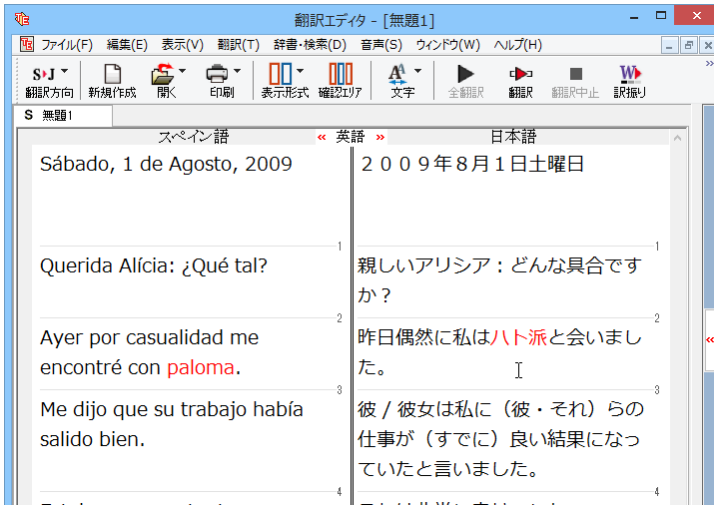 翻訳エディタ - [無題1]
ファイル(F) 編集(E) 表示(V) 翻訳(T) 辞書・検索(D) 音声(S) ウィンドウ(W) ヘルプ(H)
S▸J
翻訳方向 新規作成 開く 印刷 表示形式 確認エリア 文字 全翻訳 翻訳 翻訳中止 訳振り
S 無題1
スペイン語 « 英語 » 日本語
Sábado, 1 de Agosto, 2009
2009年8月1日土曜日
1
1
Querida Alícia: ¿Qué tal?
親しいアリシア:どんな具合です
か?
2
2
Ayer por casualidad me
encontré con paloma.
昨日偶然に私はハト派と会いまし
た。
3
3
Me dijo que su trabajo había
salido bien.
彼 / 彼女は私に(彼・それ)らの
仕事が(すでに)良い結果になっ
ていたと言いました。
4
4